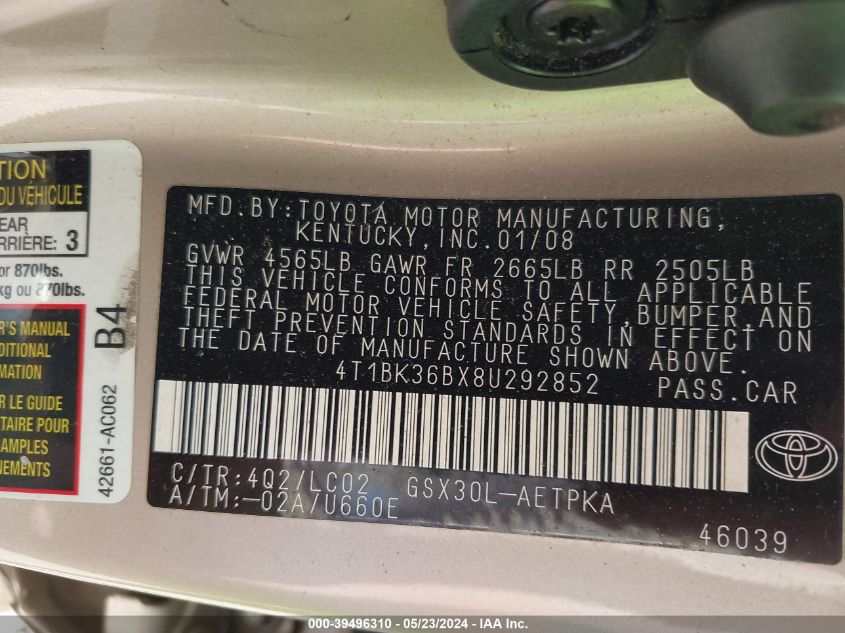 TION
DU VÉHICULE
EAR
RRIÈRE: 3
or 870lbs.
kg ou 870lbs.
R'S MANUAL
DITIONAL
MATION
R LE GUIDE
TAIRE POUR
AMPLES
NEMENTS
42661-AC062
B4
MFD.BY:TOYOTA MOTOR MANUFACTURING,
KENTUCKY,INC.01/08
GVWR 4565LB GAWR FR 2665LB RR 2505LB
THIS VEHICLE CONFORMS TO ALL APPLICABLE
FEDERAL MOTOR VEHICLE SAFETY,BUMPER,AND
THEFT PREVENTION STANDARDS IN EFFECT ON
THE DATE OF MANUFACTURE SHOWN ABOVE.
4T1BK36BX8U292852 PASS.CAR
C/TR:4Q2/LC02 GSX30L-AETPKA
A/TM:-02A/U660E
46039
000-39496310 - 05/23/2024 - IAA Inc.